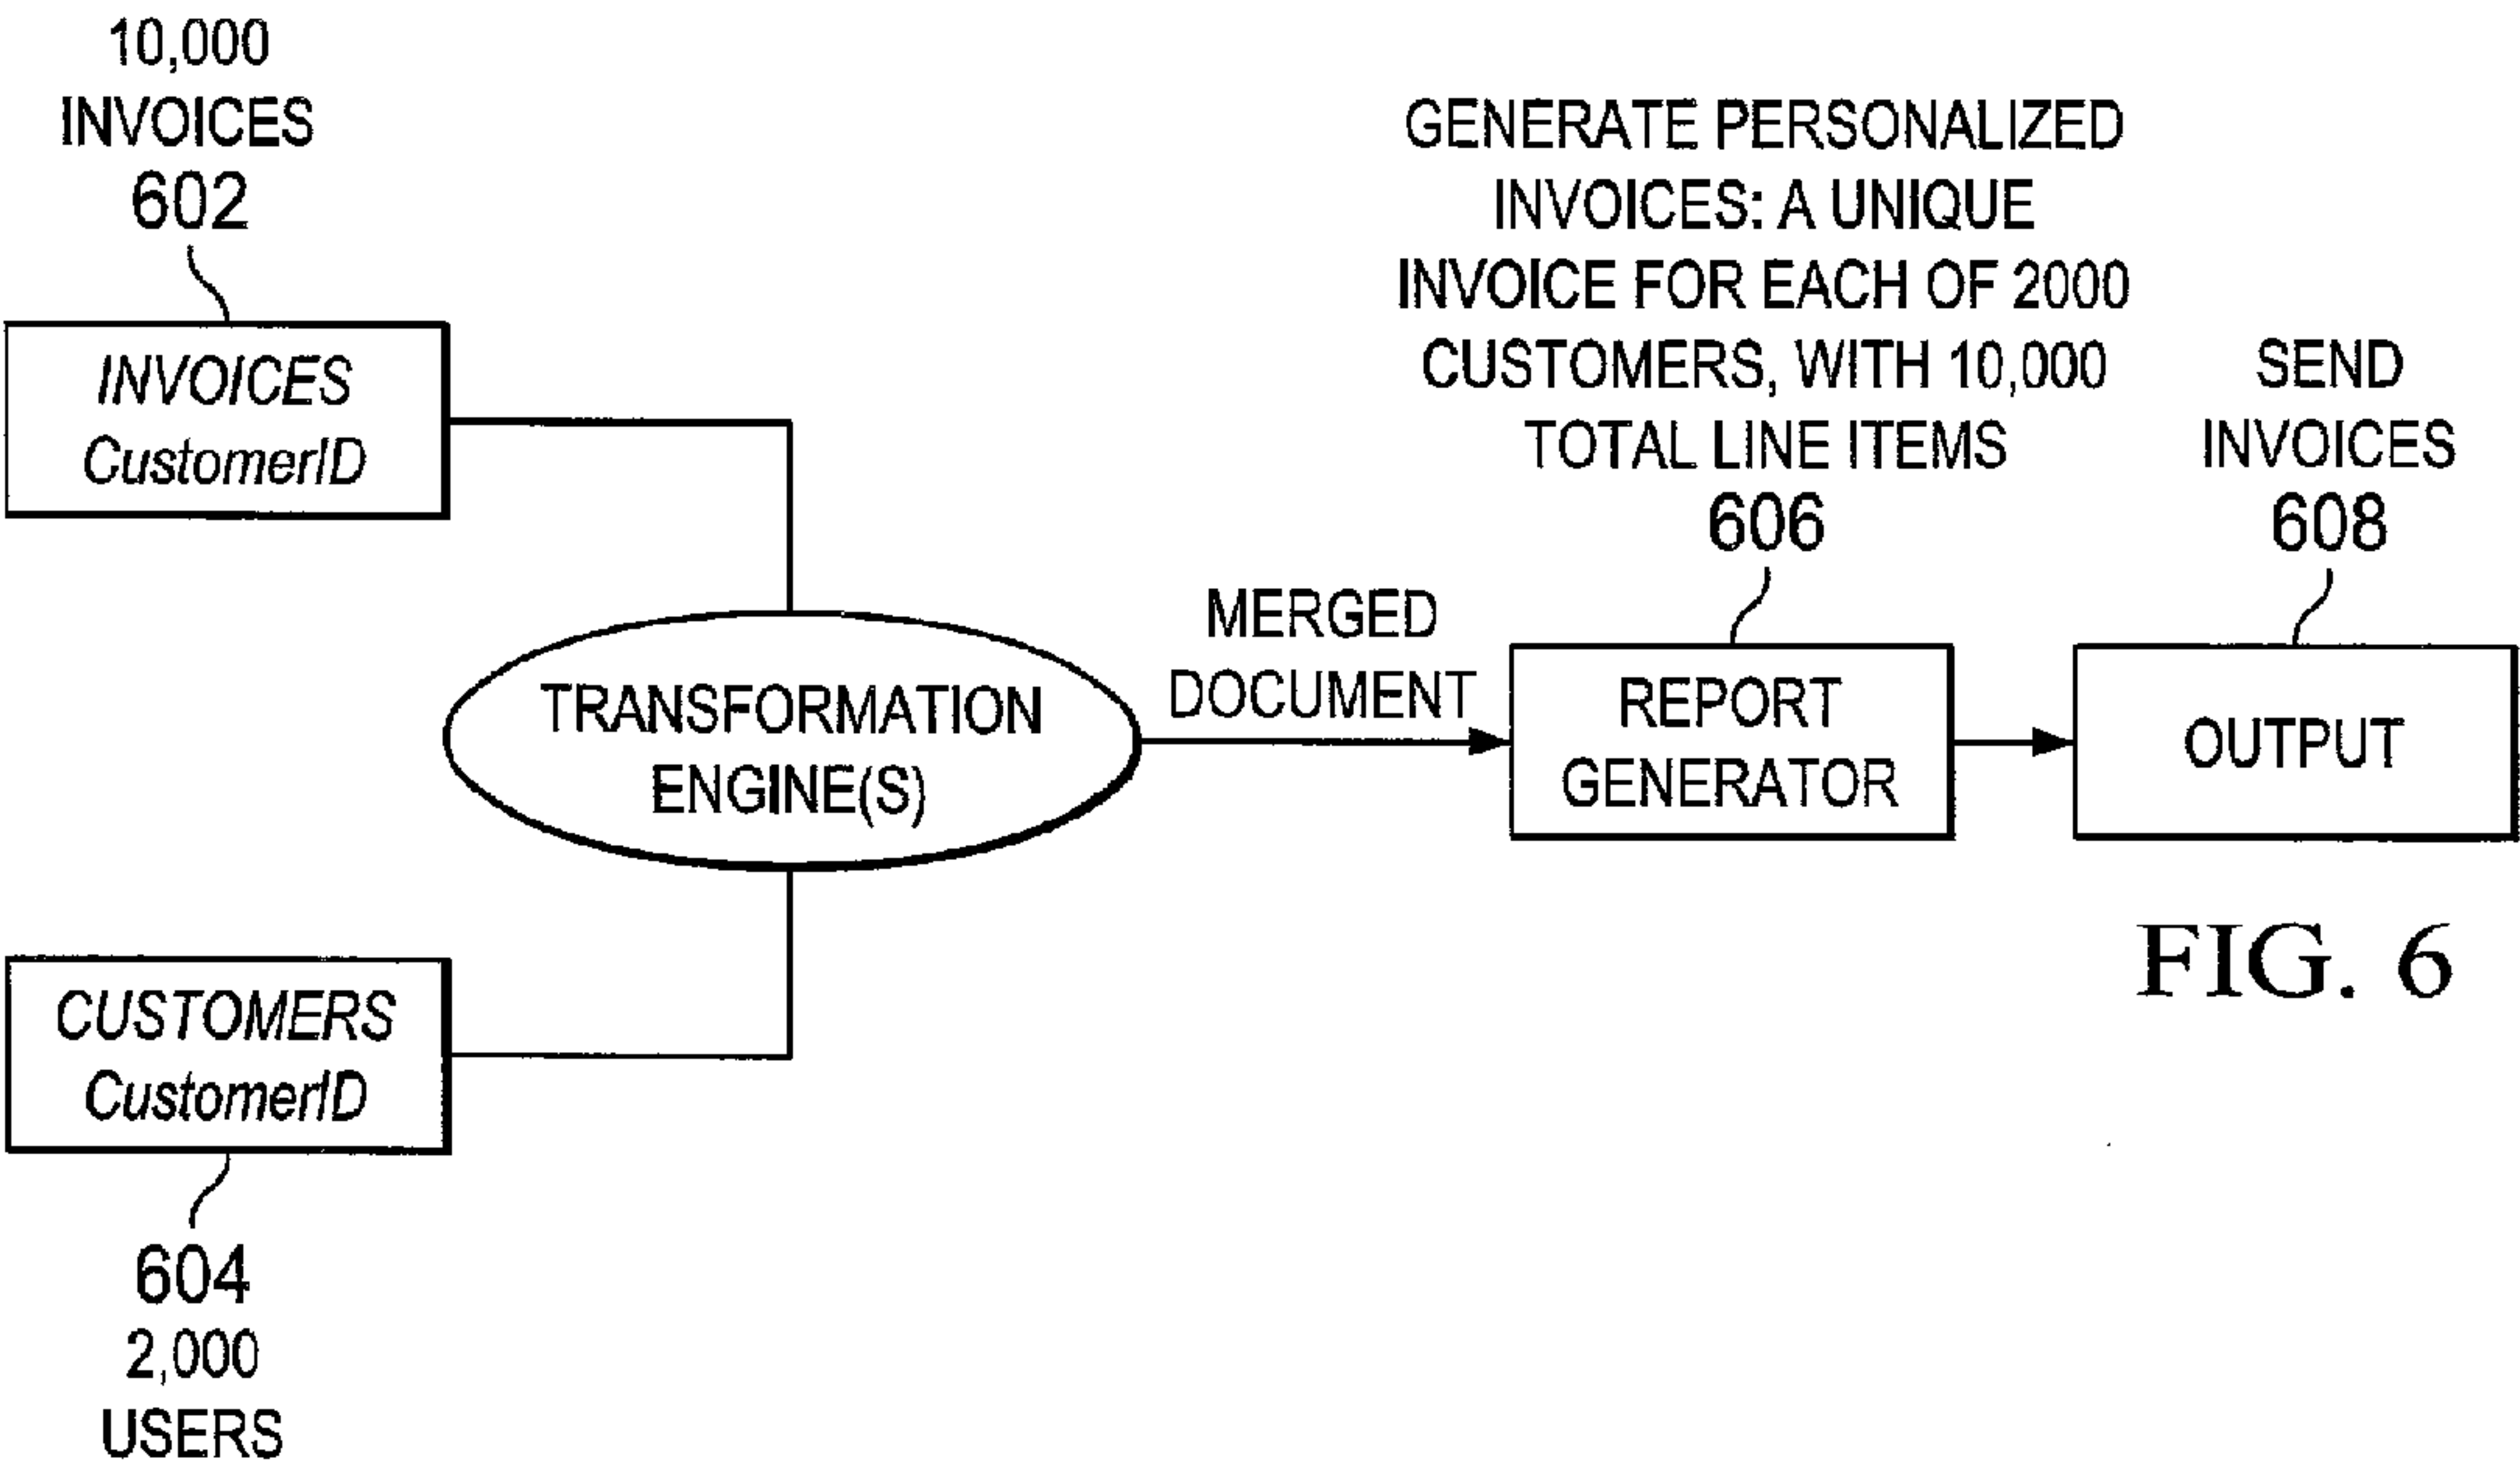 10,000
INVOICES
602
INVOICES
CustomerID
GENERATE PERSONALIZED
INVOICES: A UNIQUE
INVOICE FOR EACH OF 2000
CUSTOMERS, WITH 10,000
TOTAL LINE ITEMS
606
SEND
INVOICES
608
TRANSFORMATION
ENGINE(S)
MERGED
DOCUMENT
REPORT
GENERATOR
OUTPUT
CUSTOMERS
CustomerID
604
2,000
USERS
FIG. 6